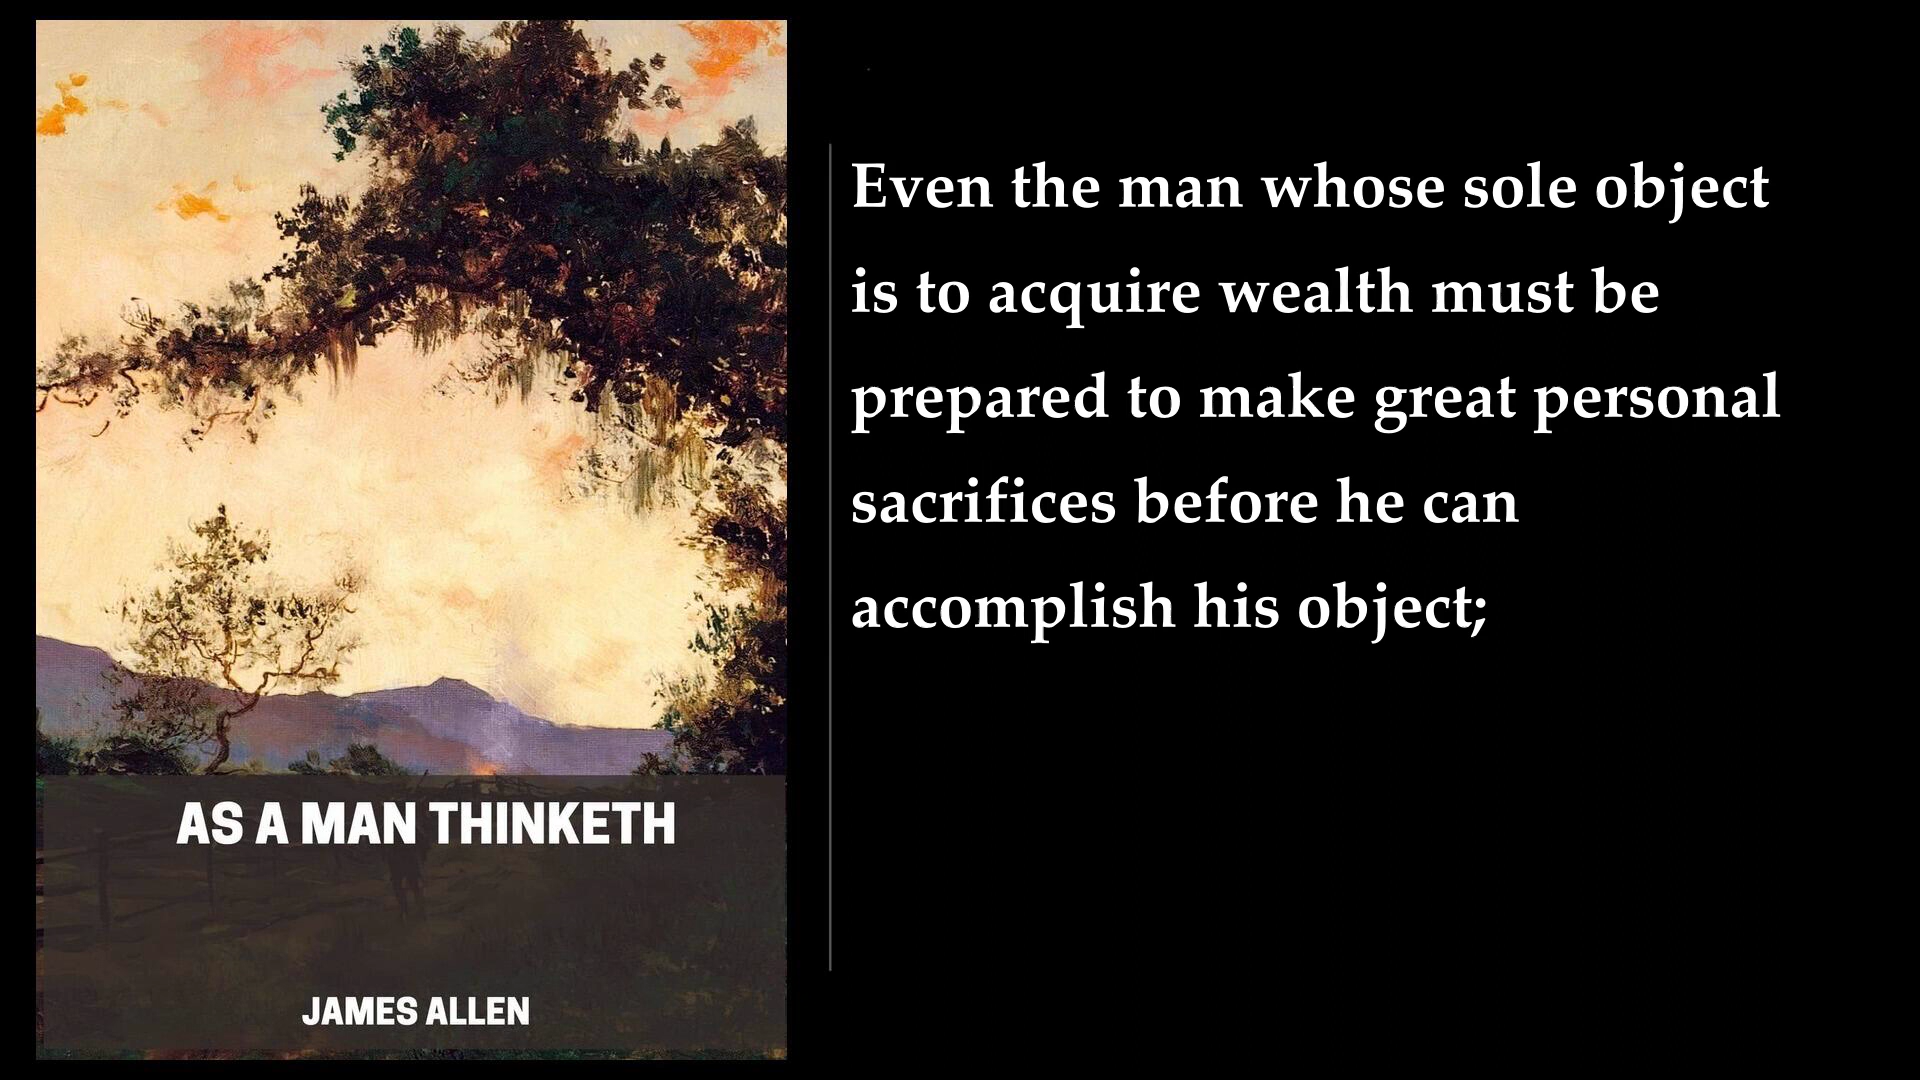 Even the man whose sole object
is to acquire wealth must be
prepared to make great personal
sacrifices before he can
accomplish his object;
AS A MAN THINKETH
JAMES ALLEN